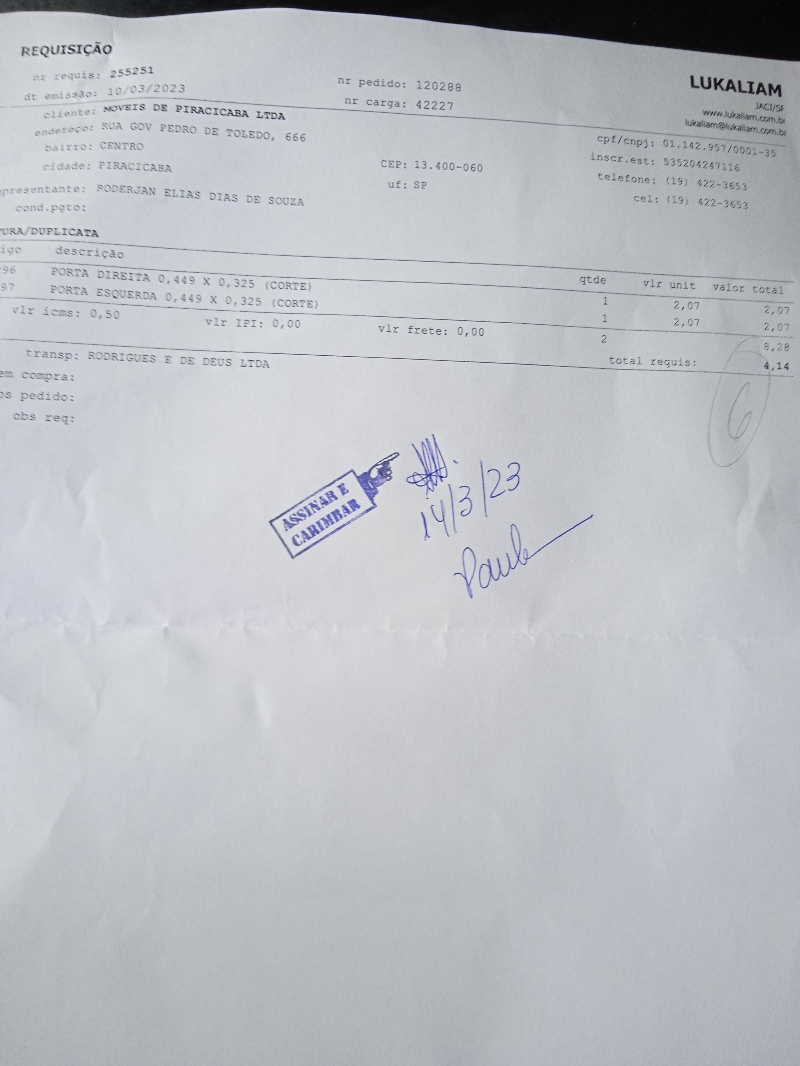 REQUISIÇÃO
nr requis: 255251
dt emissão: 10/03/2023
nr pedido: 120288
nr carga: 42227
LUKALIAM
JACI/SP
www.lukaliam.com.br
lukaliam@lukaliam.com.br
cliente: MOVEIS DE PIRACICABA LTDA
endereço: RUA GOV PEDRO DE TOLEDO, 666
bairro: CENTRO
cidade: PIRACICABA
CEP: 13.400-060
uf: SP
cpf/cnpj: 01.142.957/0001-35
inscr.est: 535204247116
telefone: (19) 422-3653
cel: (19) 422-3653
presentante: RODERJAN ELIAS DIAS DE SOUZA
cond.pgto:
URA/DUPLICATA
igo descrição qtde vlr unit valor total
96 PORTA DIREITA 0,449 X 0,325 (CORTE) 1 2,07 2,07
97 PORTA ESQUERDA 0,449 X 0,325 (CORTE) 1 2,07 2,07
2 8,28
vlr icms: 0,50 vlr IPI: 0,00 vlr frete: 0,00 total requis: 4,14
transp: RODRIGUES E DE DEUS LTDA
em compra:
os pedido:
obs req:
6
ASSINAR E
CARIMBAR
14/3/23